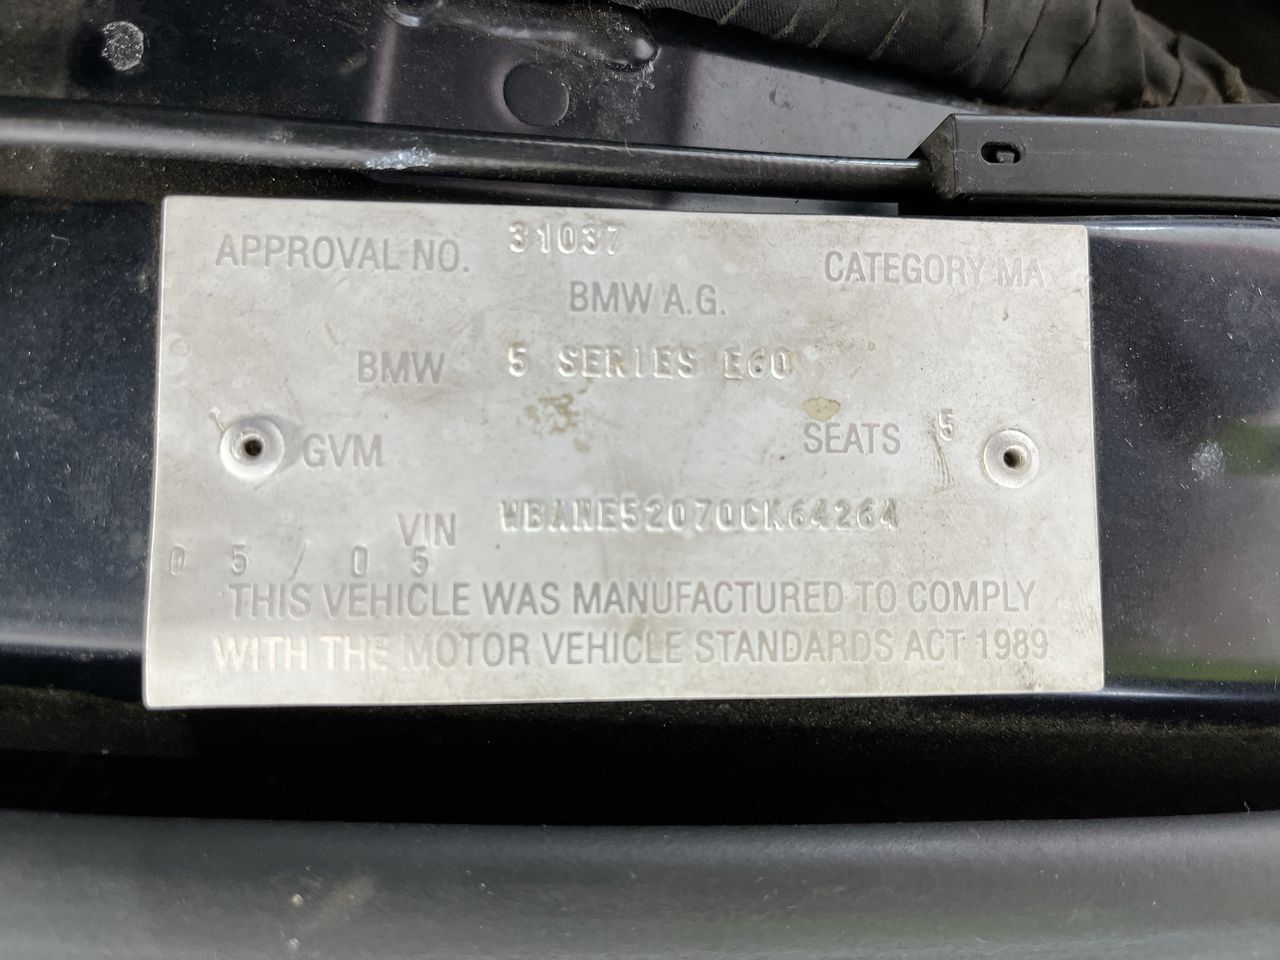 APPROVAL NO. 31037 CATEGORY MA
BMW A.G.
BMW 5 SERIES E60
GVM SEATS 5
VIN WBANE52070CK64264
05/05
THIS VEHICLE WAS MANUFACTURED TO COMPLY
WITH THE MOTOR VEHICLE STANDARDS ACT 1989